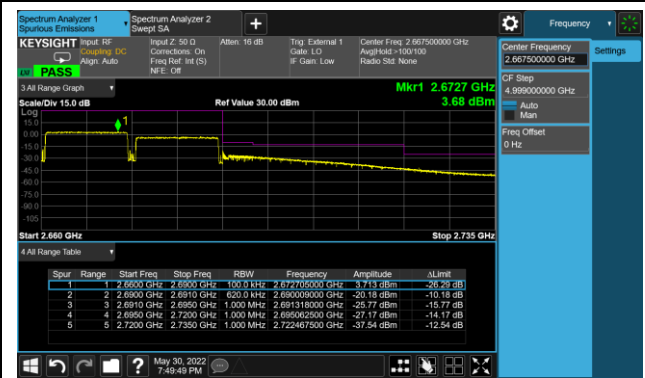 Spectrum Analyzer 1
Spurious Emissions
Spectrum Analyzer 2
Swept SA
Frequency
KEYSIGHT
Input: RF
Coupling: DC
Align: Auto
Input Z: 50 Ω
Corrections: On
Freq Ref: Int (S)
NFE: Off
Atten: 16 dB
Trig: External 1
Gate: LO
IF Gain: Low
Center Freq: 2.667500000 GHz
Avg|Hold >100/100
Radio Std: None
PASS
Center Frequency
2.667500000 GHz
Settings
CF Step
4.999000000 GHz
Auto
Man
Freq Offset
0 Hz
3 All Range Graph
Mkr1 2.6727 GHz
Scale/Div 15.0 dB
Ref Value 30.00 dBm
3.68 dBm
Log
15.0
0.00
-15.0
-30.0
-45.0
-60.0
-75.0
-90.0
-105
1
Start 2.660 GHz
Stop 2.735 GHz
4 All Range Table
Spur Range Start Freq Stop Freq RBW Frequency Amplitude ΔLimit
1 1 2.6600 GHz 2.6900 GHz 100.0 kHz 2.672705000 GHz 3.713 dBm -26.29 dB
2 2 2.6900 GHz 2.6910 GHz 620.0 kHz 2.690009000 GHz -20.18 dBm -10.18 dB
3 3 2.6910 GHz 2.6950 GHz 1.000 MHz 2.691318000 GHz -25.77 dBm -15.77 dB
4 4 2.6950 GHz 2.7200 GHz 1.000 MHz 2.695062500 GHz -27.17 dBm -14.17 dB
5 5 2.7200 GHz 2.7350 GHz 1.000 MHz 2.722467500 GHz -37.54 dBm -12.54 dB
May 30, 2022
7:49:49 PM